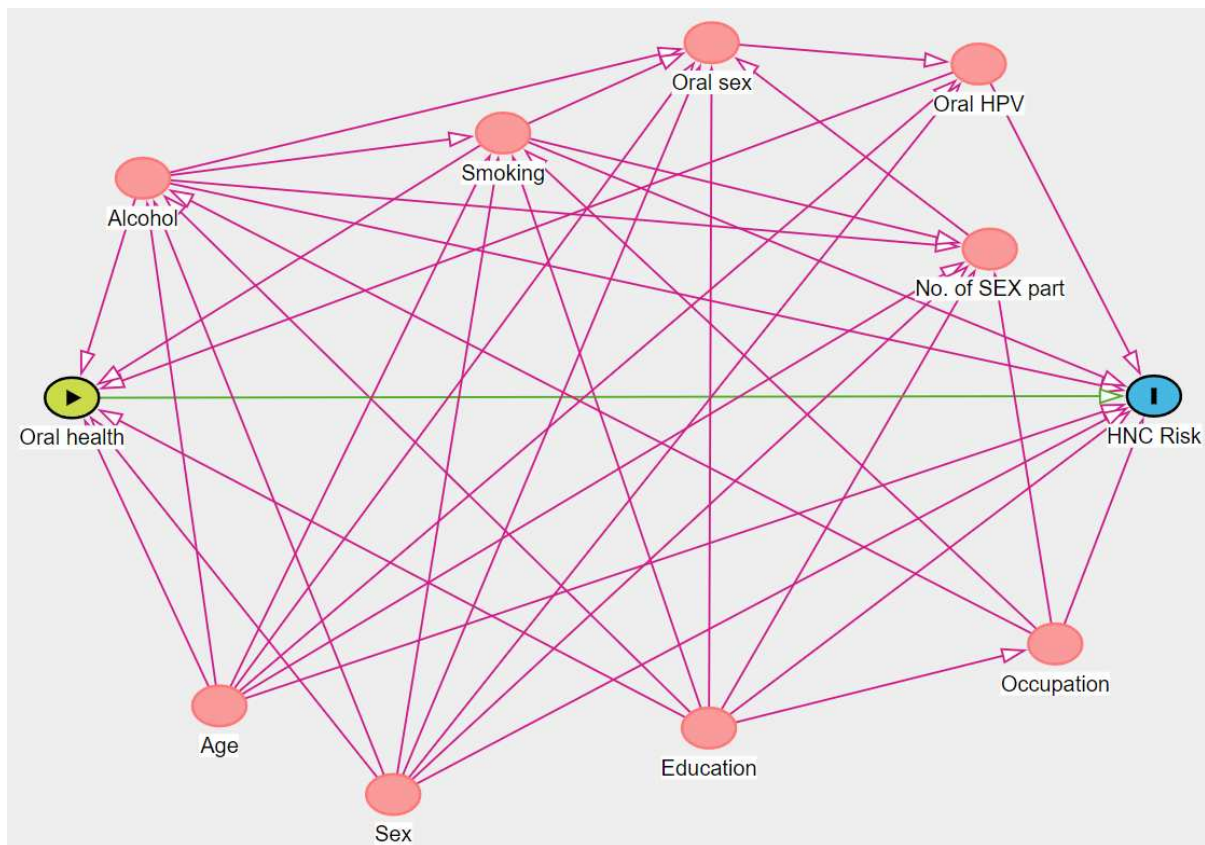 Oral sex
Oral HPV
Smoking
Alcohol
No. of SEX part
Oral health
HNC Risk
Occupation
Age
Education
Sex